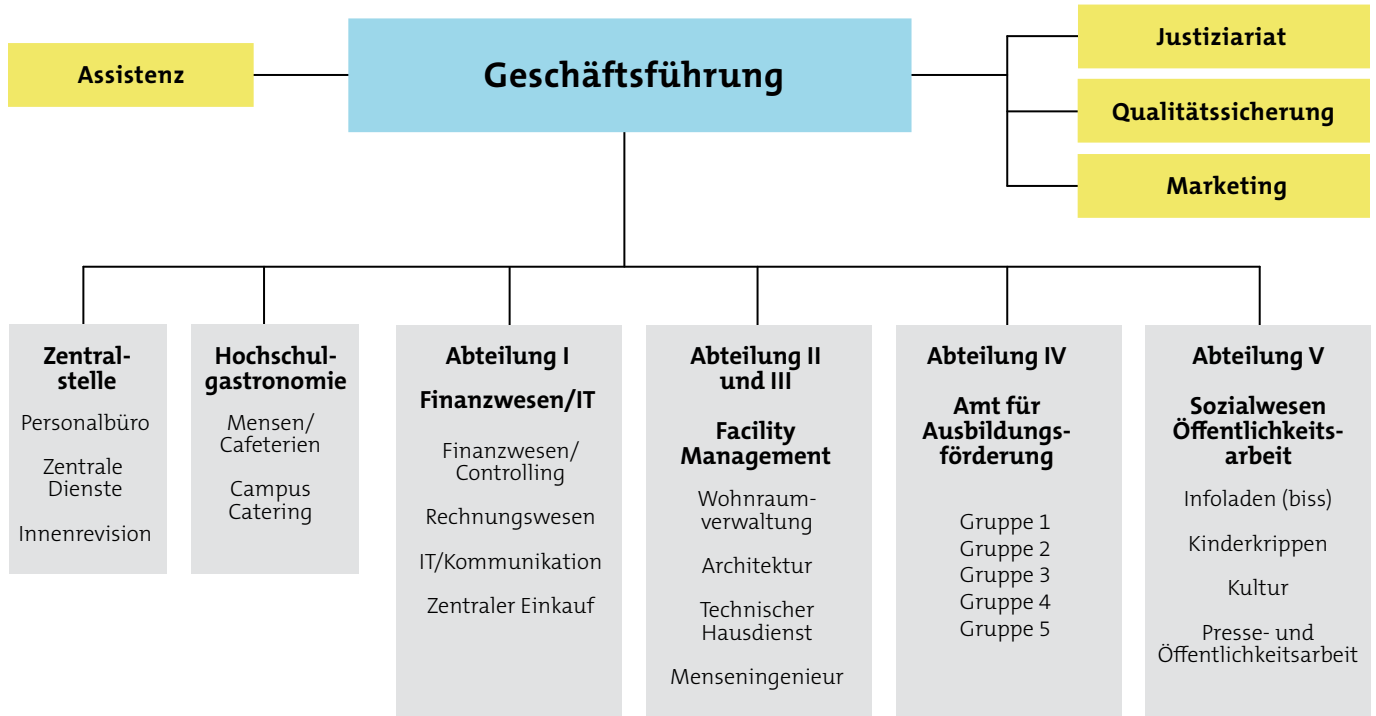 Assistenz
Geschäftsführung
Justiziariat
Qualitätssicherung
Marketing
Zentral-
stelle
Personalbüro
Zentrale
Dienste
Innenrevision
Hochschul-
gastronomie
Mensen/
Cafeterien
Campus
Catering
Abteilung I
Finanzwesen/IT
Finanzwesen/
Controlling
Rechnungswesen
IT/Kommunikation
Zentraler Einkauf
Abteilung II
und III
Facility
Management
Wohnraum-
verwaltung
Architektur
Technischer
Hausdienst
Menseningenieur
Abteilung IV
Amt für
Ausbildungs-
förderung
Gruppe 1
Gruppe 2
Gruppe 3
Gruppe 4
Gruppe 5
Abteilung V
Sozialwesen
Öffentlichkeits-
arbeit
Infoladen (biss)
Kinderkrippen
Kultur
Presse- und
Öffentlichkeitsarbeit